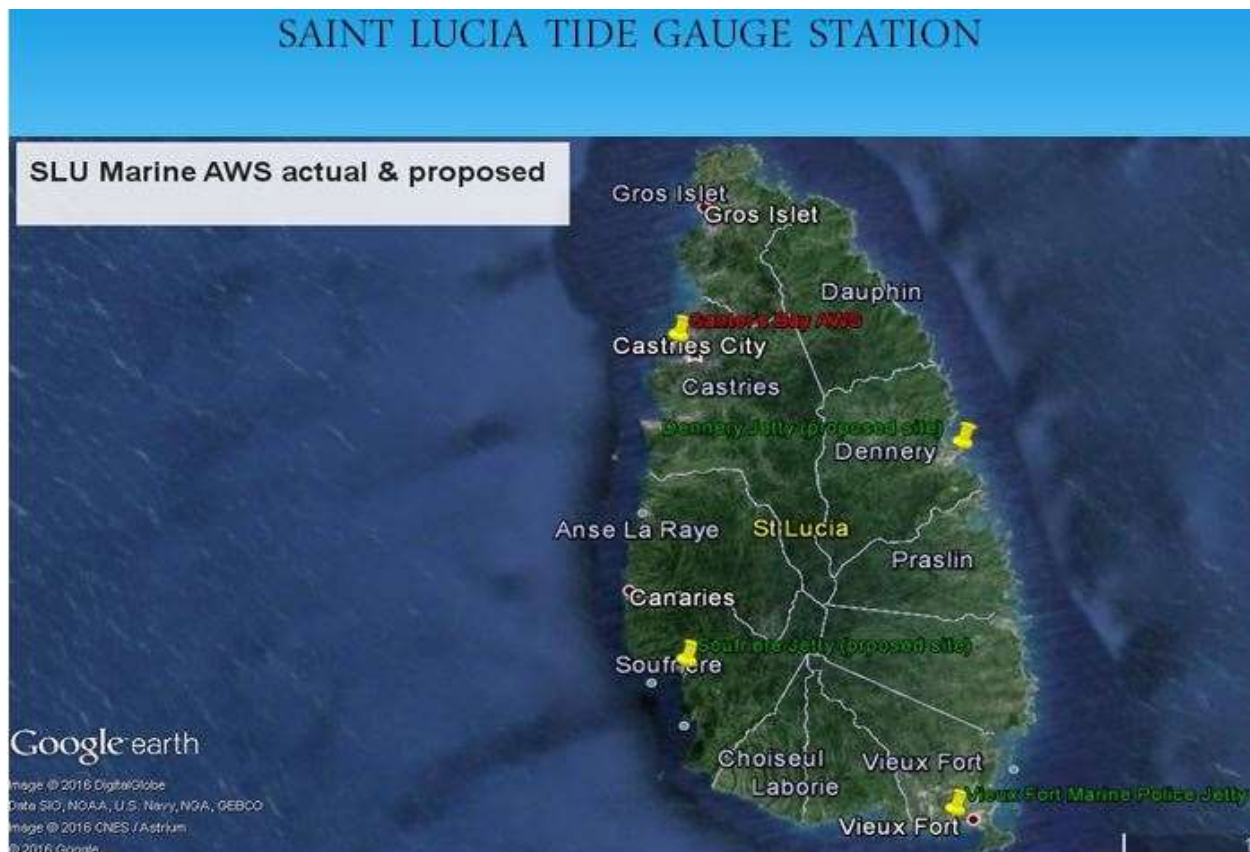 SAINT LUCIA TIDE GAUGE STATION
SLU Marine AWS actual & proposed
Gros Islet
Gros Islet
Dauphin
Bay AWS
Castries City
Castries
Dennery Jetty (proposed site)
Dennery
Anse La Raye
St Lucia
Praslin
Canaries
Soufriere Jetty (prposed site)
Soufriere
Choiseul
Vieux Fort
Laborie
Vieux Fort Marine Police Jetty
Vieux Fort
Google earth
Image © 2016 DigitalGlobe
Data SIO, NOAA, U.S. Navy, NGA, GEBCO
Image © 2016 CNES / Astrium
© 2016 Google